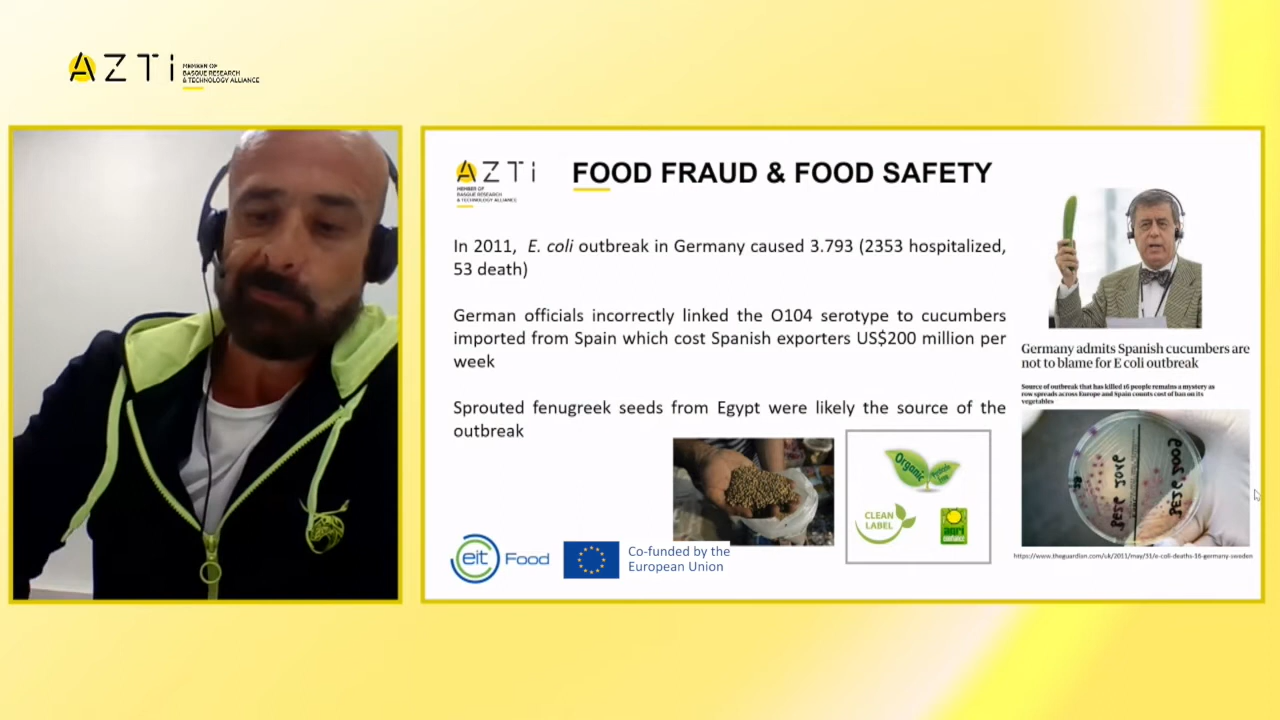 AZTi
MEMBER OF
BASQUE RESEARCH
& TECHNOLOGY ALLIANCE
AZTi
MEMBER OF
BASQUE RESEARCH
& TECHNOLOGY ALLIANCE
FOOD FRAUD & FOOD SAFETY
In 2011, E. coli outbreak in Germany caused 3.793 (2353 hospitalized,
53 death)
German officials incorrectly linked the O104 serotype to cucumbers
imported from Spain which cost Spanish exporters US$200 million per
week
Sprouted fenugreek seeds from Egypt were likely the source of the
outbreak
Germany admits Spanish cucumbers are
not to blame for E coli outbreak
Source of outbreak that has killed 16 people remains a mystery as
row spreads across Europe and Spain counts cost of ban on its
vegetables
https://www.theguardian.com/uk/2011/may/31/e-coli-deaths-16-germany-sweden
Organic
CLEAN
LABEL
eit Food
Co-funded by the
European Union